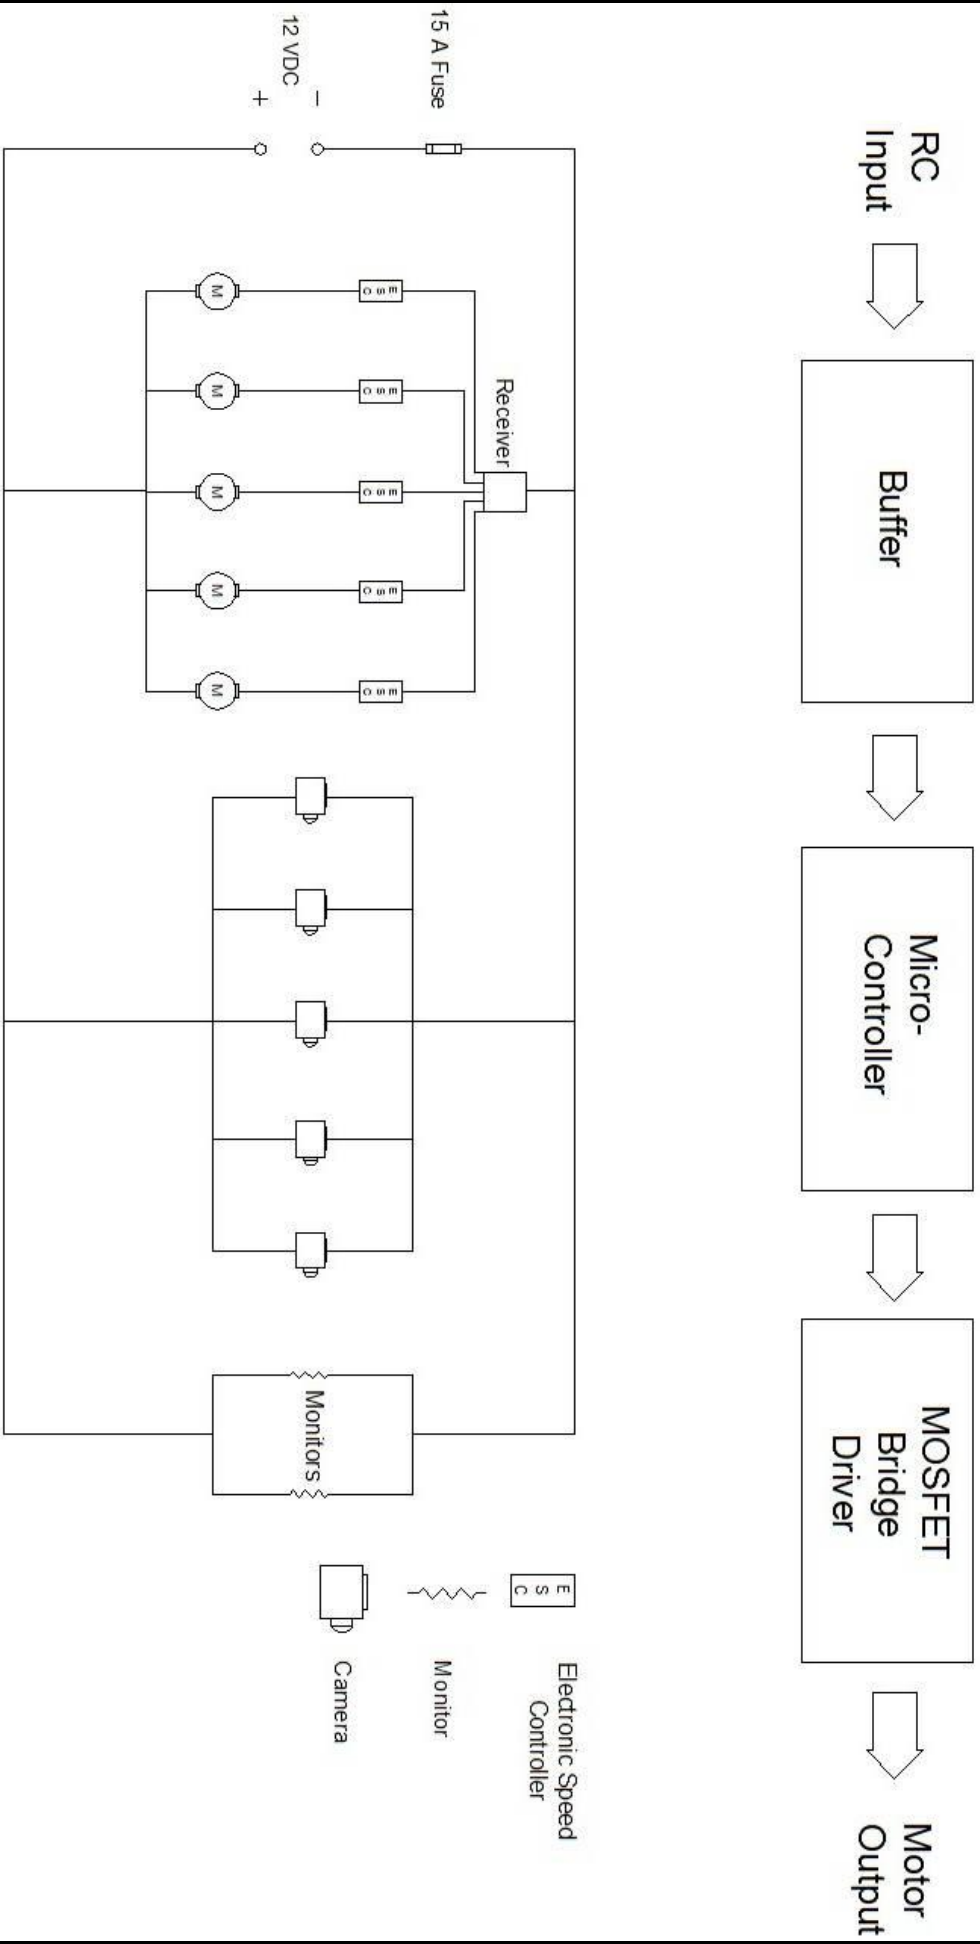 RC
Input
Buffer
Micro-
Controller
MOSFET
Bridge
Driver
Motor
Output
15 A Fuse
−
12 VDC
+
Receiver
E
S
C
E
S
C
E
S
C
E
S
C
E
S
C
M
M
M
M
M
Monitors
E
S
C
Electronic Speed
Controller
Monitor
Camera